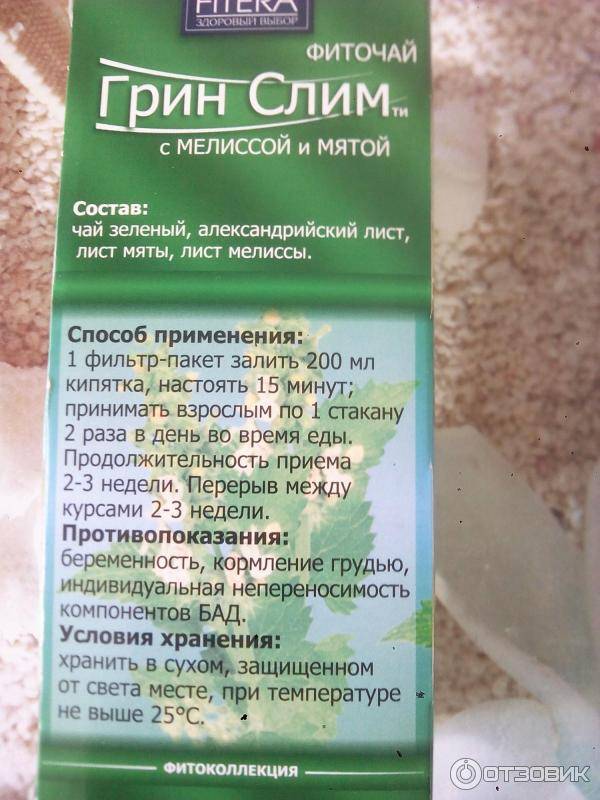 FITERA
ЗДОРОВЫЙ ВЫБОР
ФИТОЧАЙ
Грин Слим ТМ
с МЕЛИССОЙ и МЯТОЙ
Состав:
чай зеленый, александрийский лист,
лист мяты, лист мелиссы.
Способ применения:
1 фильтр-пакет залить 200 мл
кипятка, настоять 15 минут;
принимать взрослым по 1 стакану
2 раза в день во время еды.
Продолжительность приема
2-3 недели. Перерыв между
курсами 2-3 недели.
Противопоказания:
беременность, кормление грудью,
индивидуальная непереносимость
компонентов БАД.
Условия хранения:
хранить в сухом, защищенном
от света месте, при температуре
не выше 25°С.
ФИТОКОЛЛЕКЦИЯ
ОТЗОВИК